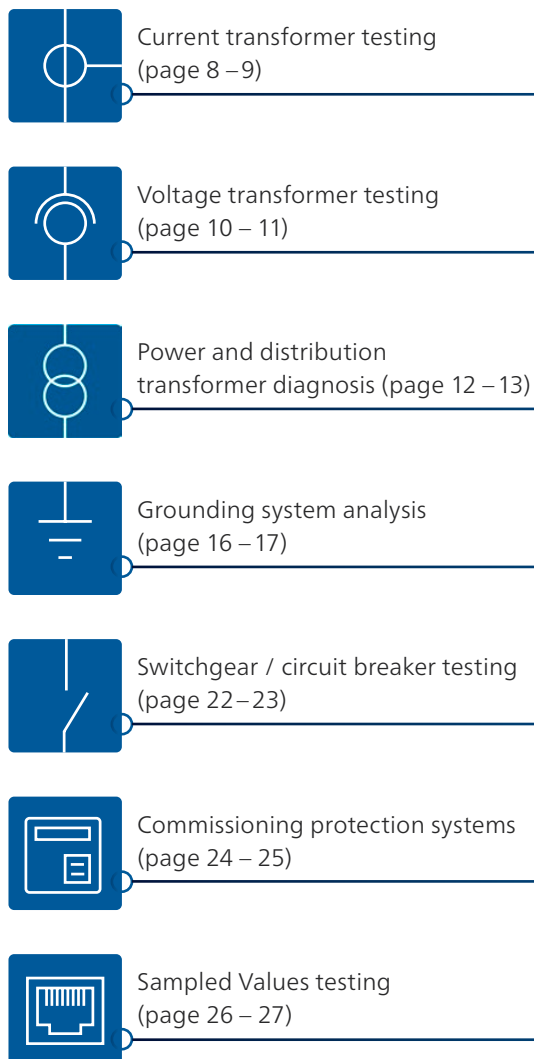 Current transformer testing
(page 8 – 9)
Voltage transformer testing
(page 10 – 11)
Power and distribution
transformer diagnosis (page 12 – 13)
Grounding system analysis
(page 16 – 17)
Switchgear / circuit breaker testing
(page 22 – 23)
Commissioning protection systems
(page 24 – 25)
Sampled Values testing
(page 26 – 27)